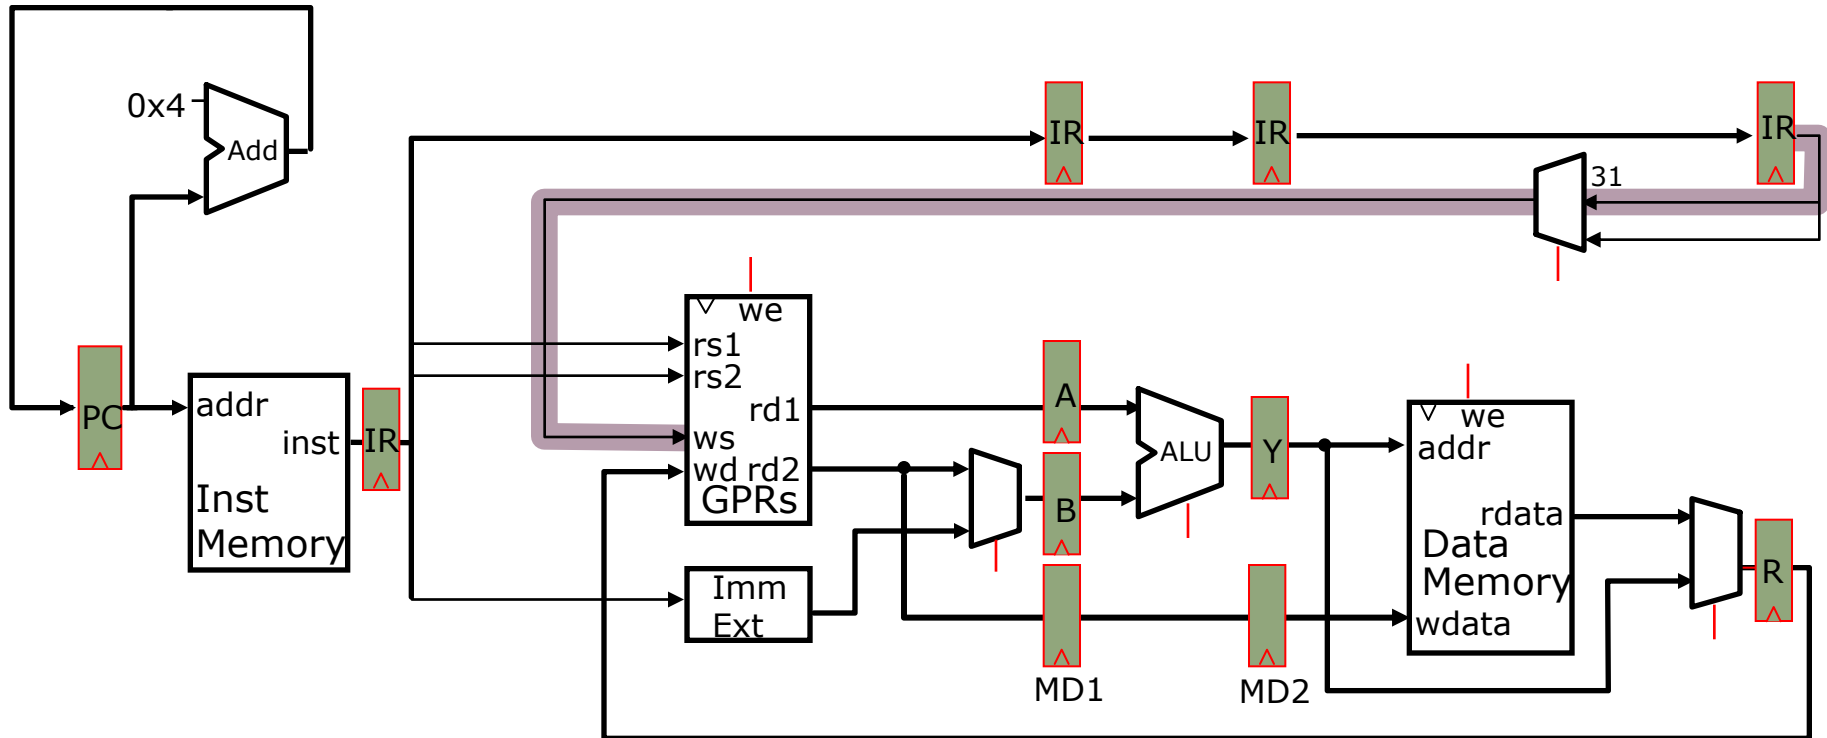 0x4
Add
IR
IR
IR
31
we
rs1
rs2
rd1
ws
wd rd2
GPRs
PC
addr
inst
Inst
Memory
IR
A
B
ALU
Y
we
addr
rdata
Data
Memory
wdata
R
Imm
Ext
MD1
MD2